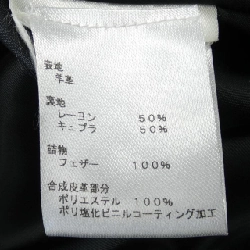 表地
羊革
裏地
レーヨン 50%
キュプラ 50%
詰物
フェザー 100%
合成皮革部分
ポリエステル 100%
ポリ塩化ビニルコーティング加工